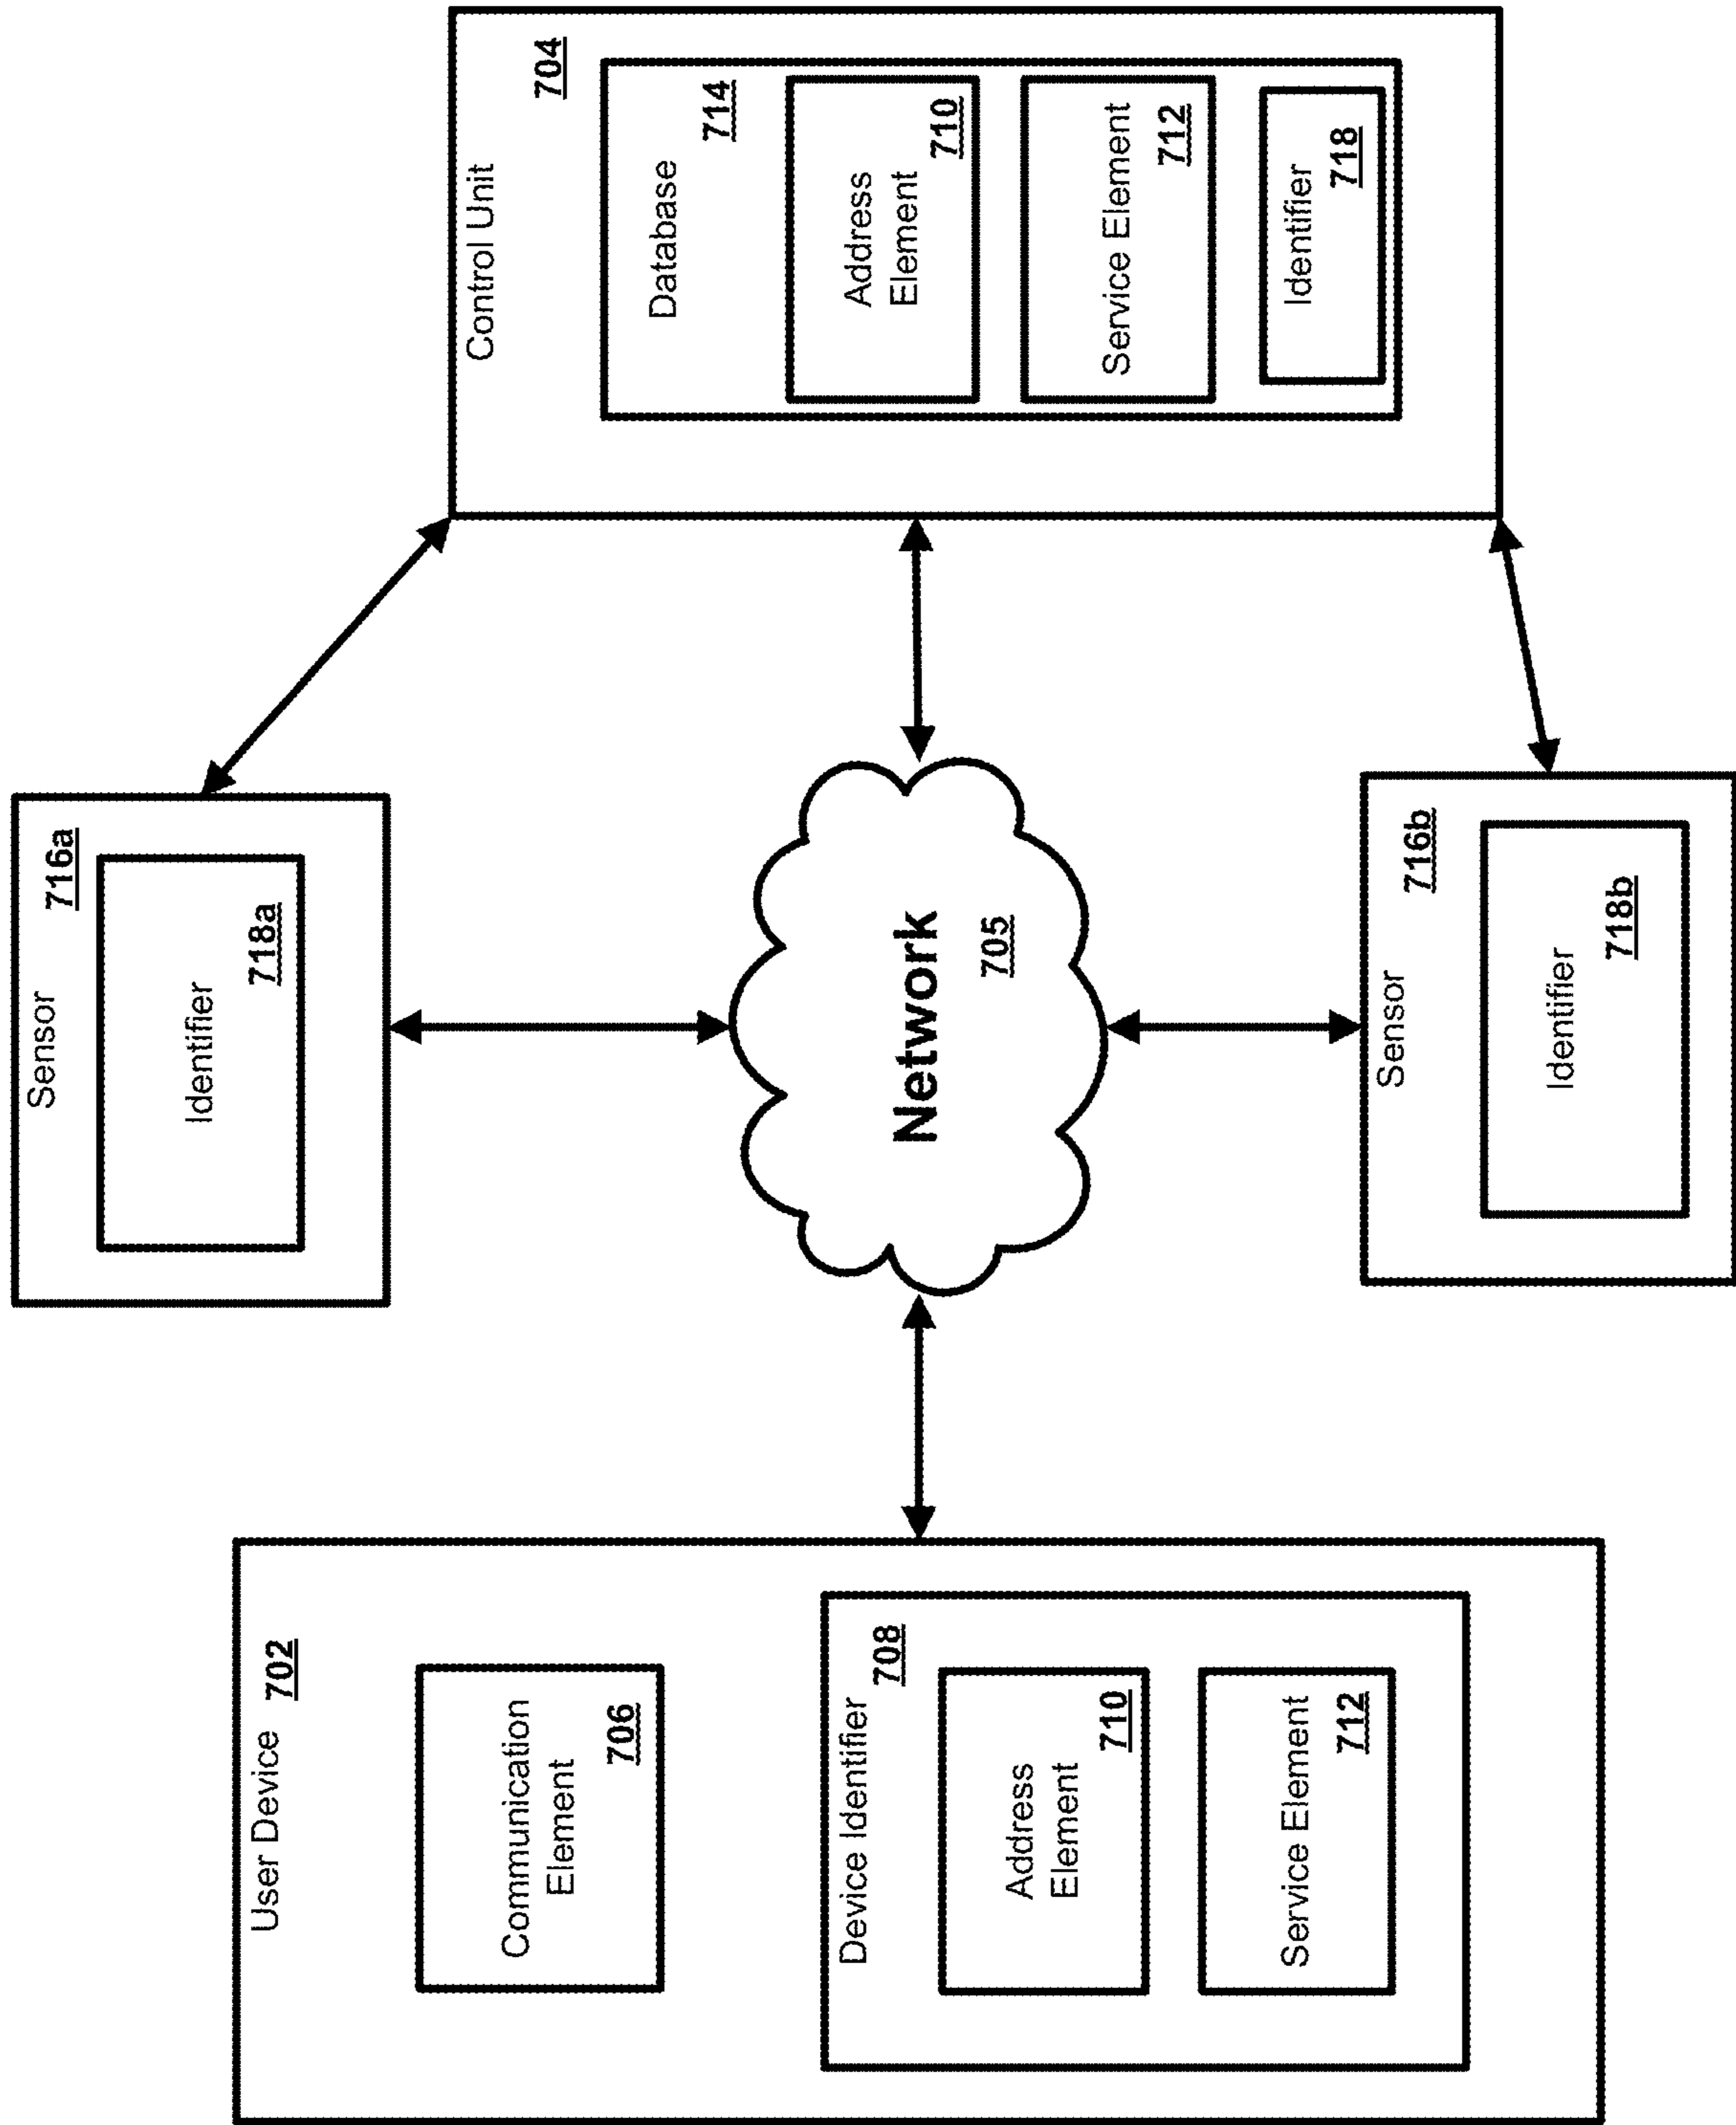 User Device 702
Communication
Element
706
Device Identifier
708
Address
Element
710
Service Element
712
Sensor
716a
Identifier
718a
Network
705
Sensor
716b
Identifier
718b
Control Unit
704
Database
714
Address
Element
710
Service Element
712
Identifier
718